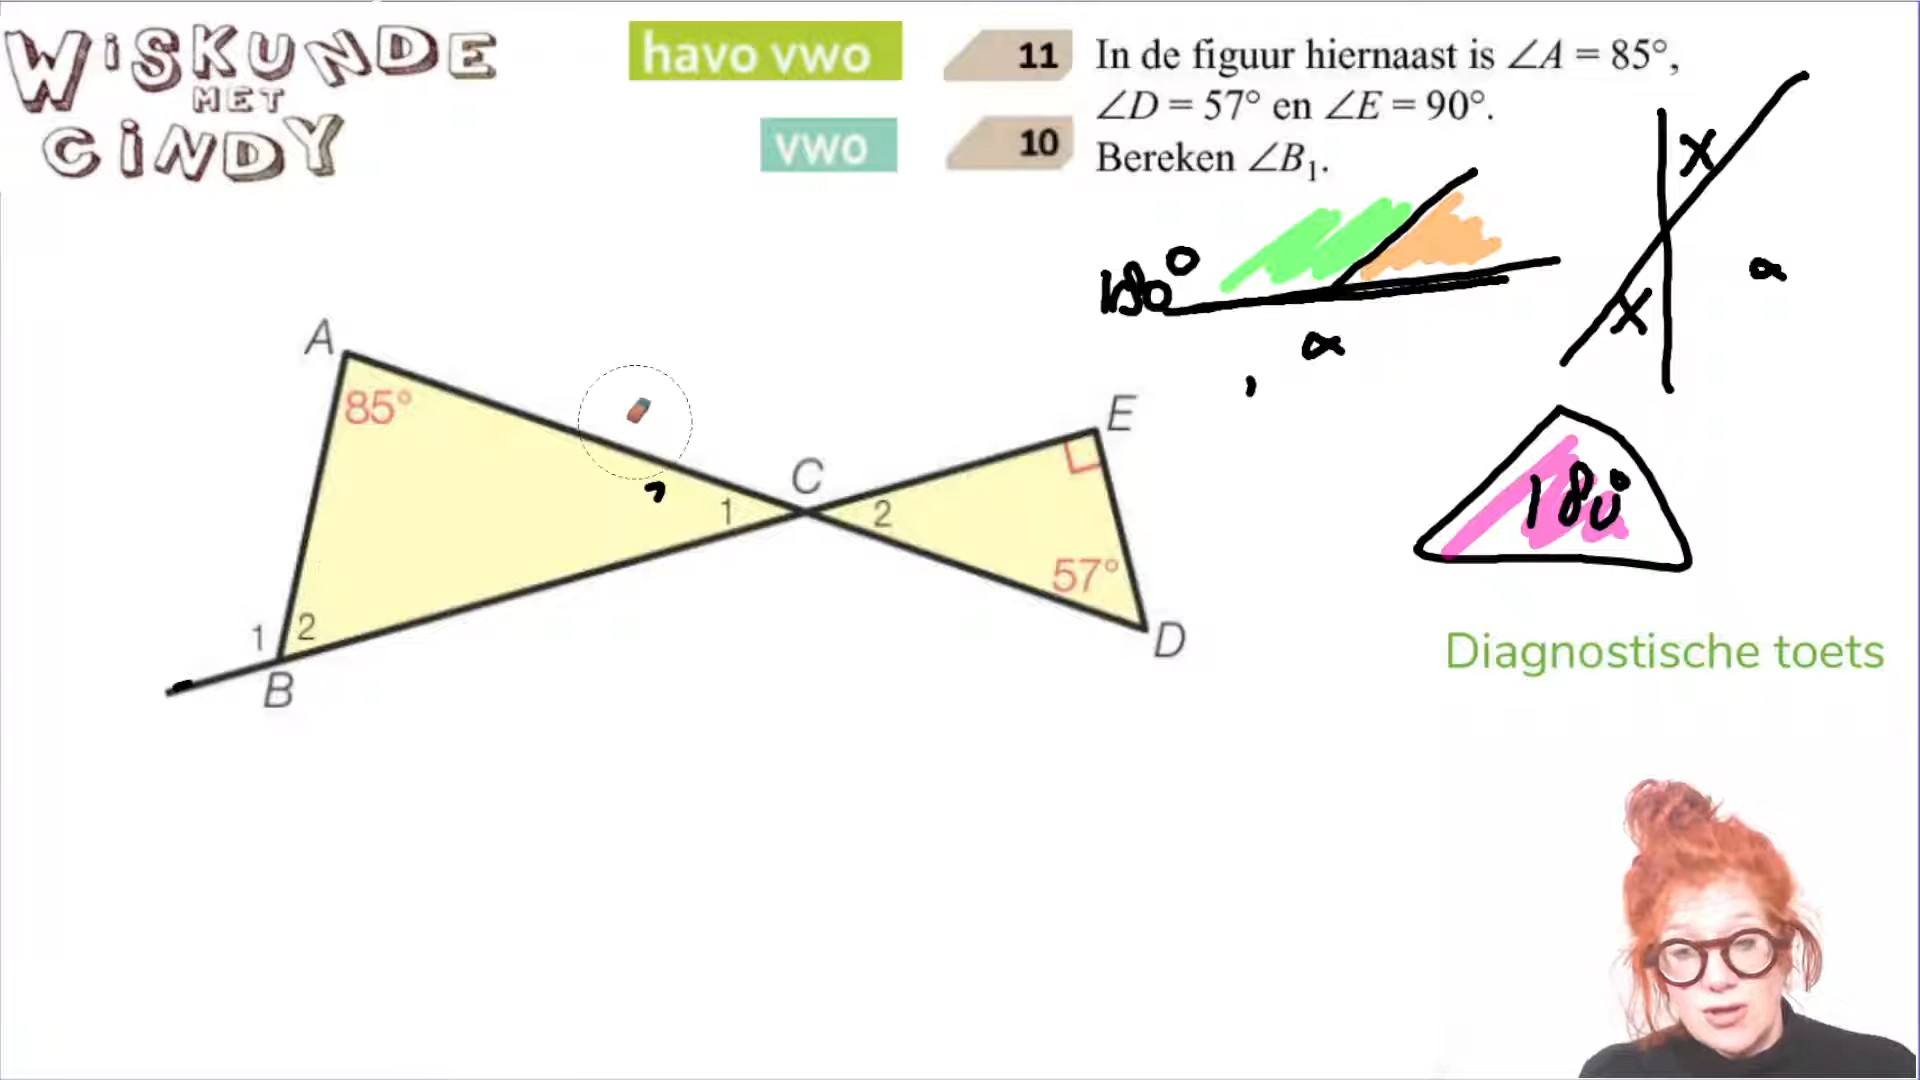 WiSKUNDE
MET
CiNDY
havo vwo
11
In de figuur hiernaast is ∠A = 85°,
∠D = 57° en ∠E = 90°.
vwo
10
Bereken ∠B₁.
X
180°
X
A
85°
E
C
1
2
57°
180°
1
2
B
D
Diagnostische toets